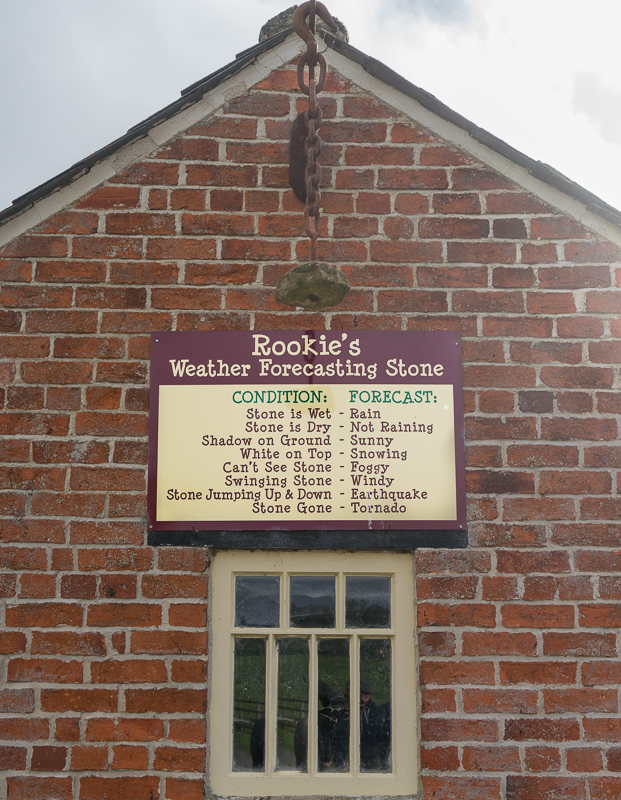 Rookie's
Weather Forecasting Stone
CONDITION: FORECAST:
Stone is Wet - Rain
Stone is Dry - Not Raining
Shadow on Ground - Sunny
White on Top - Snowing
Can't See Stone - Foggy
Swinging Stone - Windy
Stone Jumping Up & Down - Earthquake
Stone Gone - Tornado